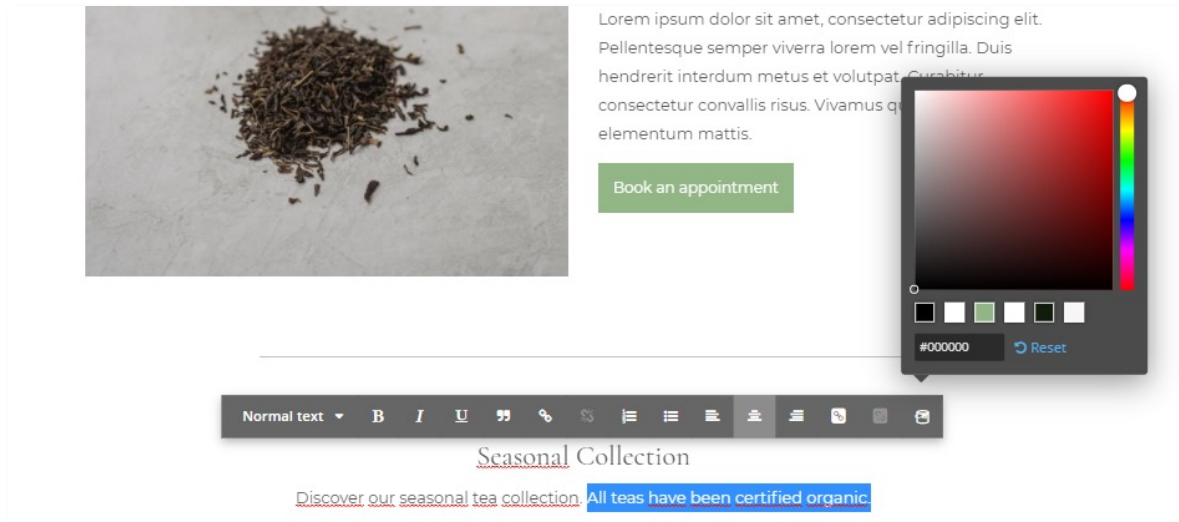 Lorem ipsum dolor sit amet, consectetur adipiscing elit.
Pellentesque semper viverra lorem vel fringilla. Duis
hendrerit interdum metus et volutpat. Curabitur
consectetur convallis risus. Vivamus
elementum mattis.
Book an appointment
#000000 Reset
Normal text B I U
Seasonal Collection
Discover our seasonal tea collection. All teas have been certified organic.